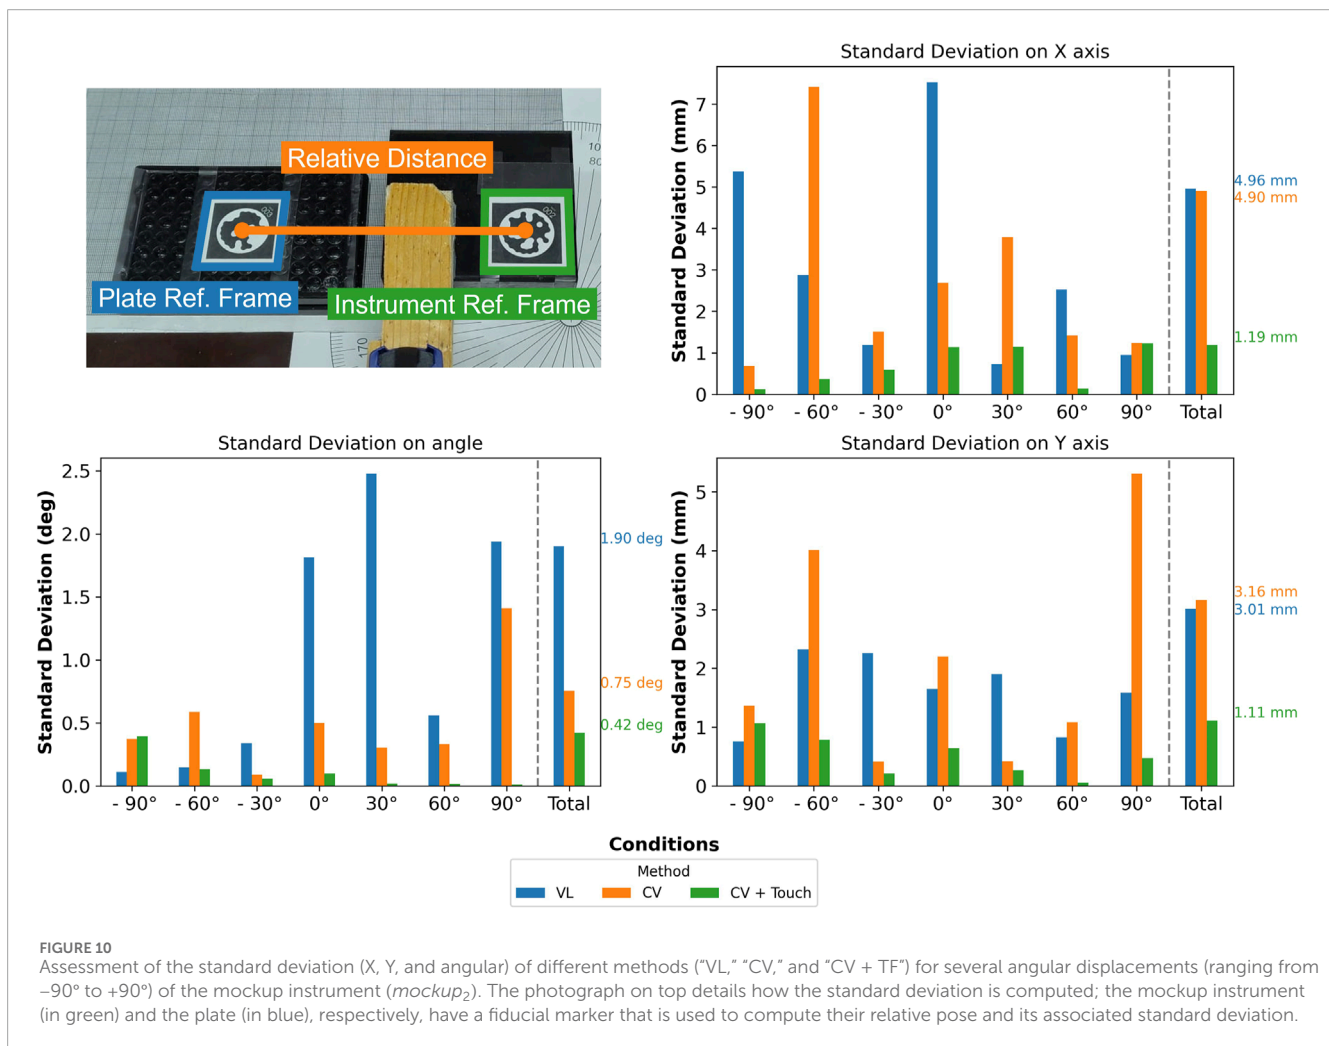 Relative Distance
Plate Ref. Frame
Instrument Ref. Frame
10
80
170
Standard Deviation on X axis
Standard Deviation (mm)
7
6
5
4
3
2
1
0
- 90°
- 60°
- 30°
0°
30°
60°
90°
Total
4.96 mm
4.90 mm
1.19 mm
Standard Deviation on angle
Standard Deviation (deg)
2.5
2.0
1.5
1.0
0.5
0.0
- 90°
- 60°
- 30°
0°
30°
60°
90°
Total
1.90 deg
0.75 deg
0.42 deg
Standard Deviation on Y axis
Standard Deviation (mm)
5
4
3
2
1
0
- 90°
- 60°
- 30°
0°
30°
60°
90°
Total
3.16 mm
3.01 mm
1.11 mm
Conditions
Method
VL
CV
CV + Touch
FIGURE 10
Assessment of the standard deviation (X, Y, and angular) of different methods (“VL,” “CV,” and “CV + TF”) for several angular displacements (ranging from
−90° to +90°) of the mockup instrument (mockup₂). The photograph on top details how the standard deviation is computed; the mockup instrument
(in green) and the plate (in blue), respectively, have a fiducial marker that is used to compute their relative pose and its associated standard deviation.